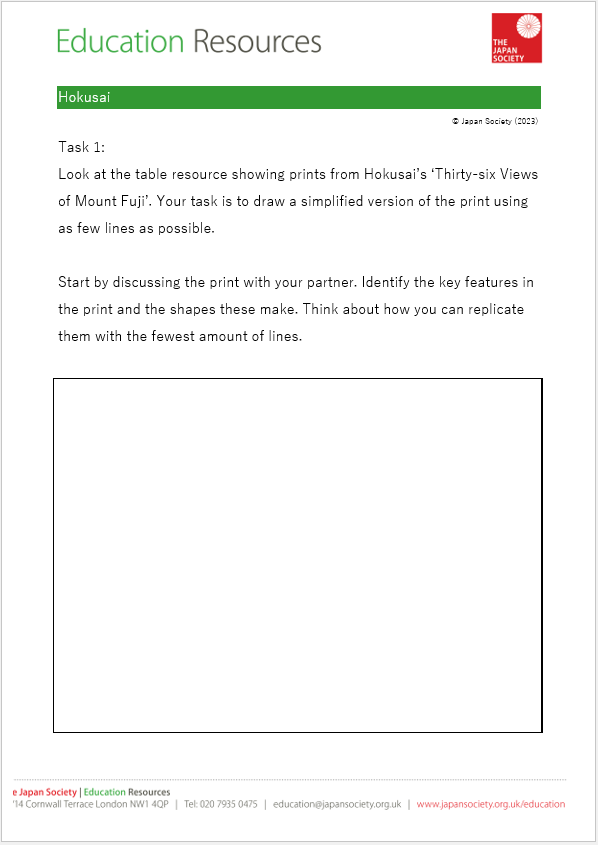 Education Resources
THE
JAPAN
SOCIETY
Hokusai
© Japan Society (2023)
Task 1:
Look at the table resource showing prints from Hokusai’s ‘Thirty-six Views
of Mount Fuji’. Your task is to draw a simplified version of the print using
as few lines as possible.
Start by discussing the print with your partner. Identify the key features in
the print and the shapes these make. Think about how you can replicate
them with the fewest amount of lines.
e Japan Society | Education Resources
'14 Cornwall Terrace London NW1 4QP | Tel: 020 7935 0475 | education@japansociety.org.uk | www.japansociety.org.uk/education